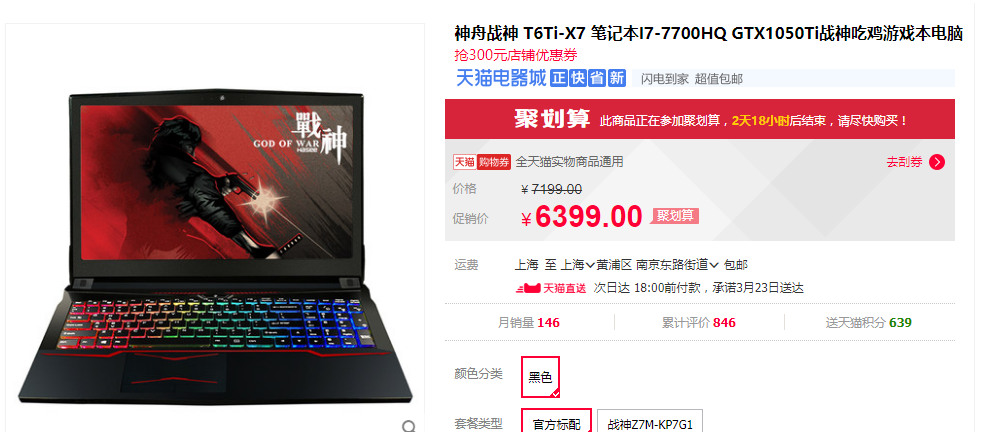 神舟战神 T6Ti-X7 笔记本I7-7700HQ GTX1050Ti战神吃鸡游戏本电脑
抢300元店铺优惠券
天猫电器城 正 快 省 新 闪电到家 超值包邮
聚划算 此商品正在参加聚划算，2天18小时后结束，请尽快购买！
天猫 购物券 全天猫实物商品通用 去刮券
价格 ¥ 7199.00
促销价 ¥ 6399.00 聚划算
运费 上海 至 上海 黄浦区 南京东路街道 包邮
天猫直送 次日达 18:00前付款，承诺3月23日送达
月销量 146 累计评价 846 送天猫积分 639
颜色分类 黑色
套餐类型 官方标配 战神Z7M-KP7G1
戰神
GOD OF WAR
HASEE